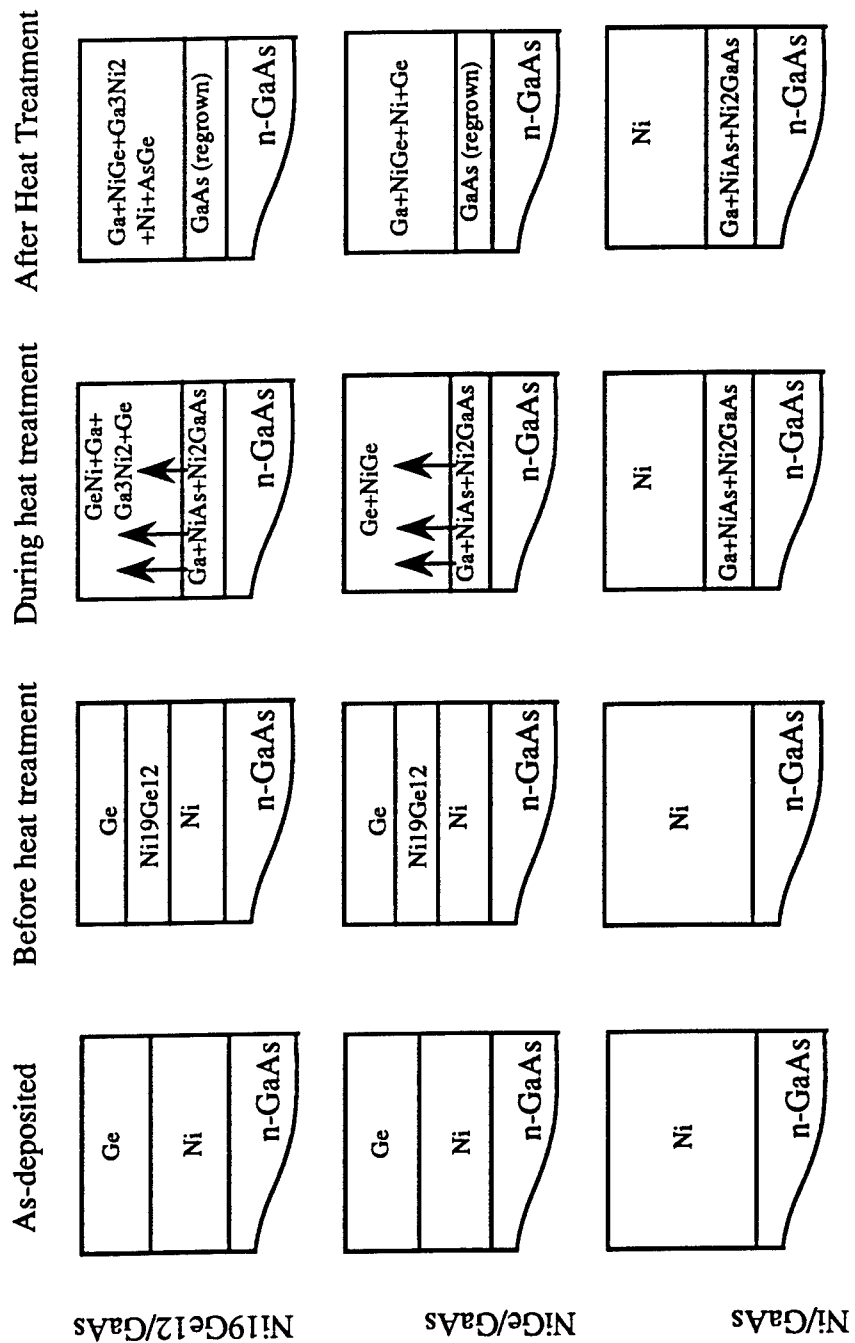 As-deposited
Before heat treatment
During heat treatment
After Heat Treatment
Ni19Ge12/GaAs
Ge
Ni
n-GaAs
Ge
Ni19Ge12
Ni
n-GaAs
GeNi+Ga+
Ga3Ni2+Ge
Ga+NiAs+Ni2GaAs
n-GaAs
Ga+NiGe+Ga3Ni2
+Ni+AsGe
GaAs (regrown)
n-GaAs
NiGe/GaAs
Ge
Ni
n-GaAs
Ge
Ni19Ge12
Ni
n-GaAs
Ge+NiGe
Ga+NiAs+Ni2GaAs
n-GaAs
Ga+NiGe+Ni+Ge
GaAs (regrown)
n-GaAs
Ni/GaAs
Ni
n-GaAs
Ni
n-GaAs
Ni
Ga+NiAs+Ni2GaAs
n-GaAs
Ni
Ga+NiAs+Ni2GaAs
n-GaAs